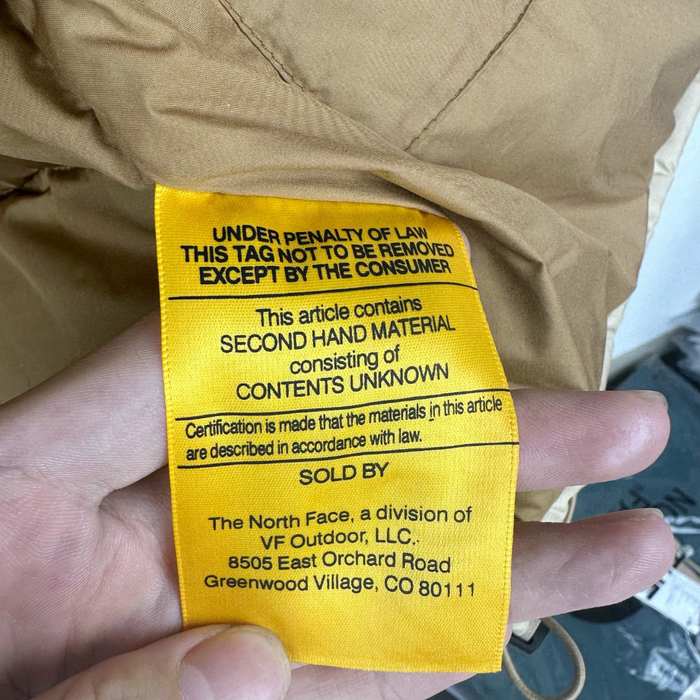 UNDER PENALTY OF LAW
THIS TAG NOT TO BE REMOVED
EXCEPT BY THE CONSUMER
This article contains
SECOND HAND MATERIAL
consisting of
CONTENTS UNKNOWN
Certification is made that the materials in this article
are described in accordance with law.
SOLD BY
The North Face, a division of
VF Outdoor, LLC.
8505 East Orchard Road
Greenwood Village, CO 80111